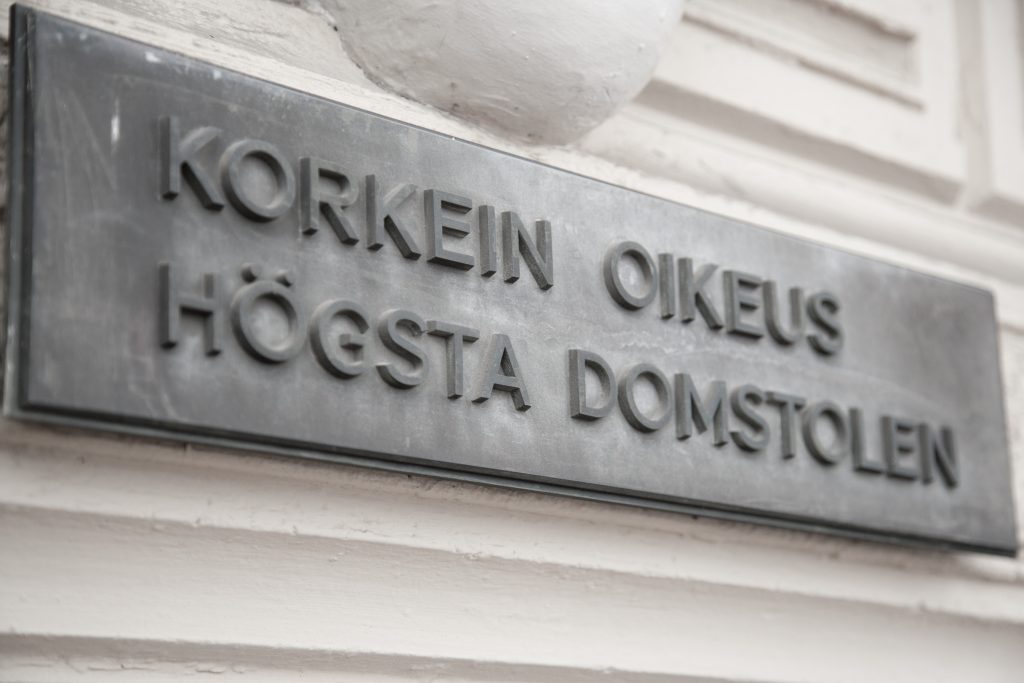 KORKEIN OIKEUS
HÖGSTA DOMSTOLEN